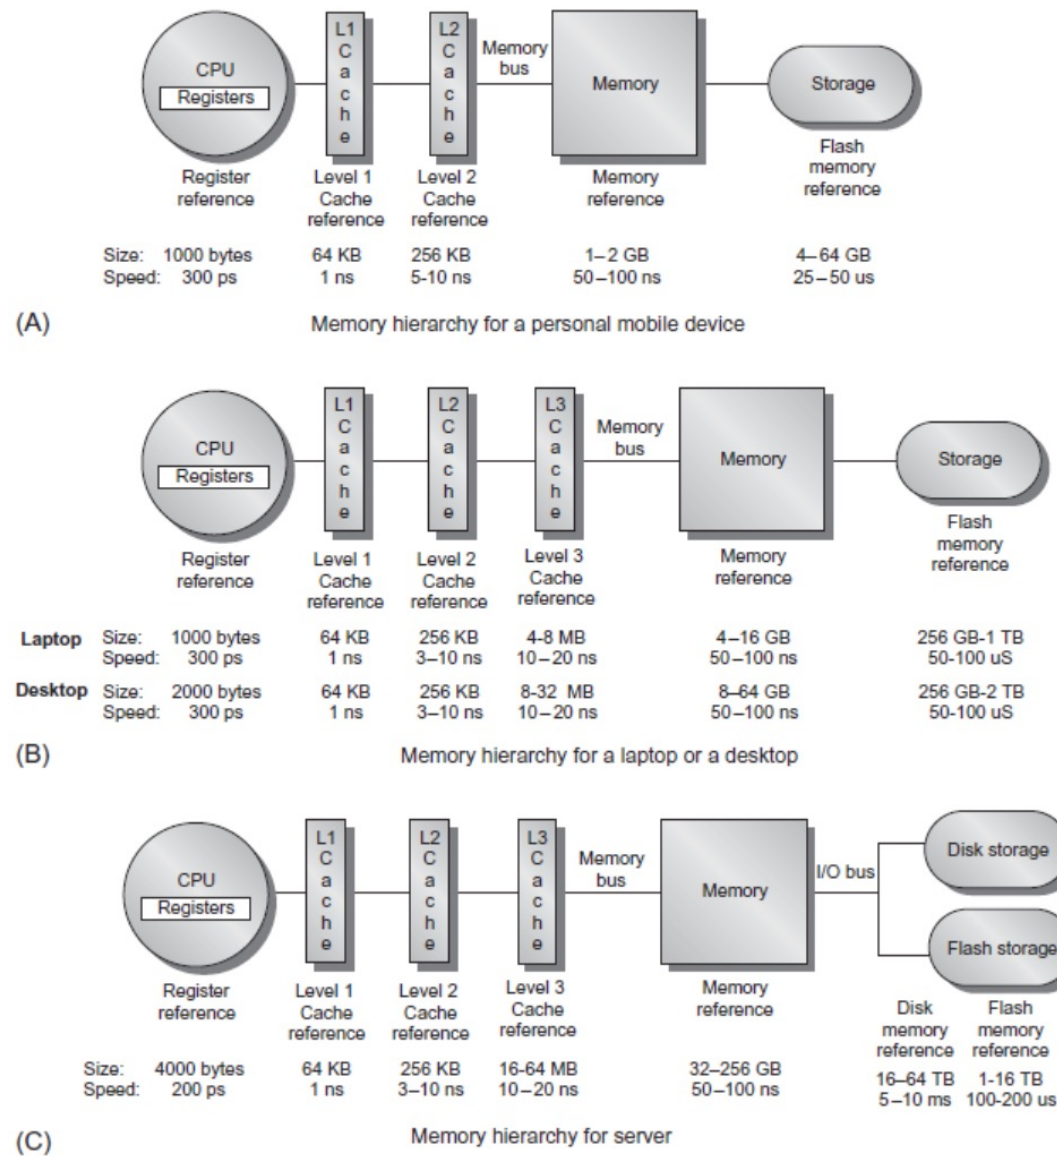 CPU
Registers
L1
C
a
c
h
e
L2
C
a
c
h
e
Memory
bus
Memory
Storage
Register
reference
Level 1
Cache
reference
Level 2
Cache
reference
Memory
reference
Flash
memory
reference
Size: 1000 bytes 64 KB 256 KB 1–2 GB 4–64 GB
Speed: 300 ps 1 ns 5-10 ns 50–100 ns 25–50 us
(A) Memory hierarchy for a personal mobile device
CPU
Registers
L1
C
a
c
h
e
L2
C
a
c
h
e
L3
C
a
c
h
e
Memory
bus
Memory
Storage
Register
reference
Level 1
Cache
reference
Level 2
Cache
reference
Level 3
Cache
reference
Memory
reference
Flash
memory
reference
Laptop Size: 1000 bytes 64 KB 256 KB 4-8 MB 4–16 GB 256 GB-1 TB
Speed: 300 ps 1 ns 3–10 ns 10–20 ns 50–100 ns 50-100 uS
Desktop Size: 2000 bytes 64 KB 256 KB 8-32 MB 8–64 GB 256 GB-2 TB
Speed: 300 ps 1 ns 3–10 ns 10–20 ns 50–100 ns 50-100 uS
(B) Memory hierarchy for a laptop or a desktop
CPU
Registers
L1
C
a
c
h
e
L2
C
a
c
h
e
L3
C
a
c
h
e
Memory
bus
Memory
I/O bus
Disk storage
Flash storage
Register
reference
Level 1
Cache
reference
Level 2
Cache
reference
Level 3
Cache
reference
Memory
reference
Disk
memory
reference
Flash
memory
reference
Size: 4000 bytes 64 KB 256 KB 16-64 MB 32–256 GB 16–64 TB 1-16 TB
Speed: 200 ps 1 ns 3–10 ns 10–20 ns 50–100 ns 5–10 ms 100-200 us
(C) Memory hierarchy for server